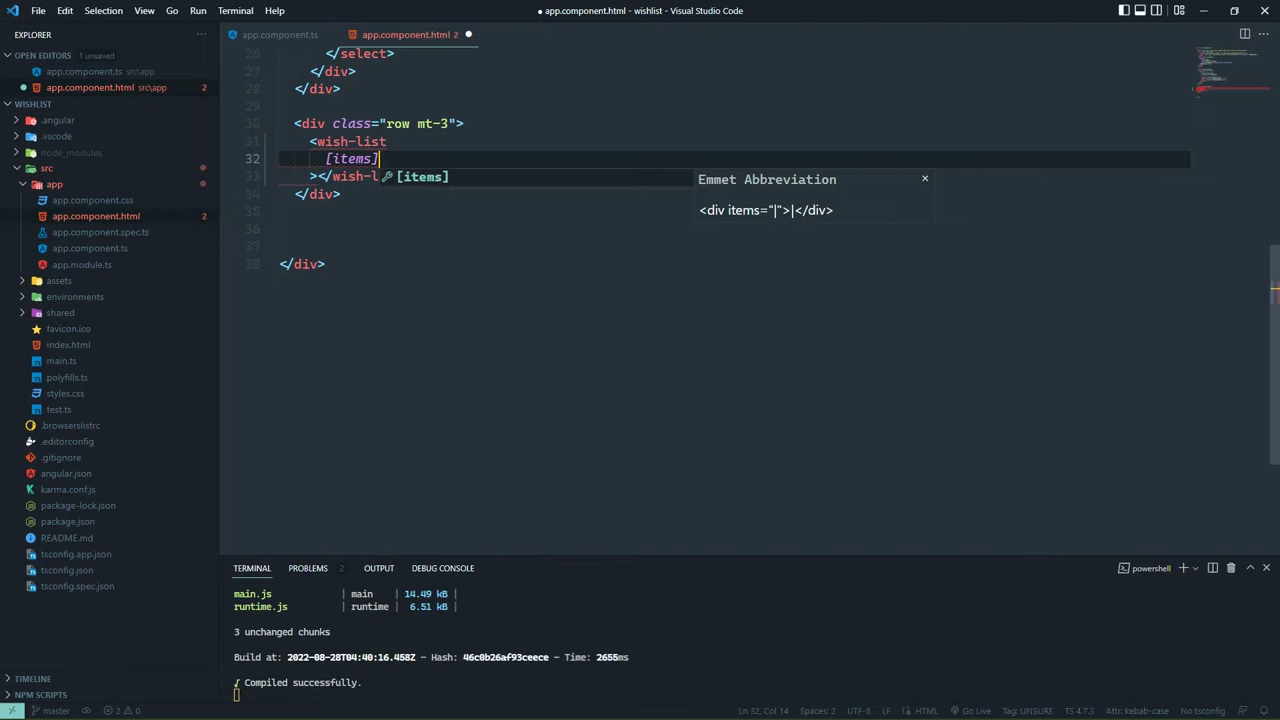 File Edit Selection View Go Run Terminal Help
● app.component.html - wishlist - Visual Studio Code
EXPLORER
OPEN EDITORS 1 unsaved
app.component.ts src\app
app.component.html src\app 2
WISHLIST
.angular
.vscode
node_modules
src
app
app.component.css
app.component.html 2
app.component.spec.ts
app.component.ts
app.module.ts
assets
environments
shared
favicon.ico
index.html
main.ts
polyfills.ts
styles.css
test.ts
.browserslistrc
.editorconfig
.gitignore
angular.json
karma.conf.js
package-lock.json
package.json
README.md
tsconfig.app.json
tsconfig.json
tsconfig.spec.json
TIMELINE
NPM SCRIPTS
app.component.ts app.component.html 2
26 </select>
27 </div>
28 </div>
29
30 <div class="row mt-3">
31 <wish-list
32 [items]
33 ></wish-l
34 </div>
35
36
37
38 </div>
[items]
Emmet Abbreviation
<div items="|">|</div>
TERMINAL PROBLEMS 2 OUTPUT DEBUG CONSOLE
powershell
main.js | main | 14.49 kB |
runtime.js | runtime | 6.51 kB |
3 unchanged chunks
Build at: 2022-08-28T04:40:16.458Z - Hash: 46c0b26af93ceece - Time: 2655ms
√ Compiled successfully.
master 2 0 Ln 32, Col 14 Spaces: 2 UTF-8 LF HTML Go Live Tag: UNSURE TS 4.7.3 Attr: kebab-case No tsconfig